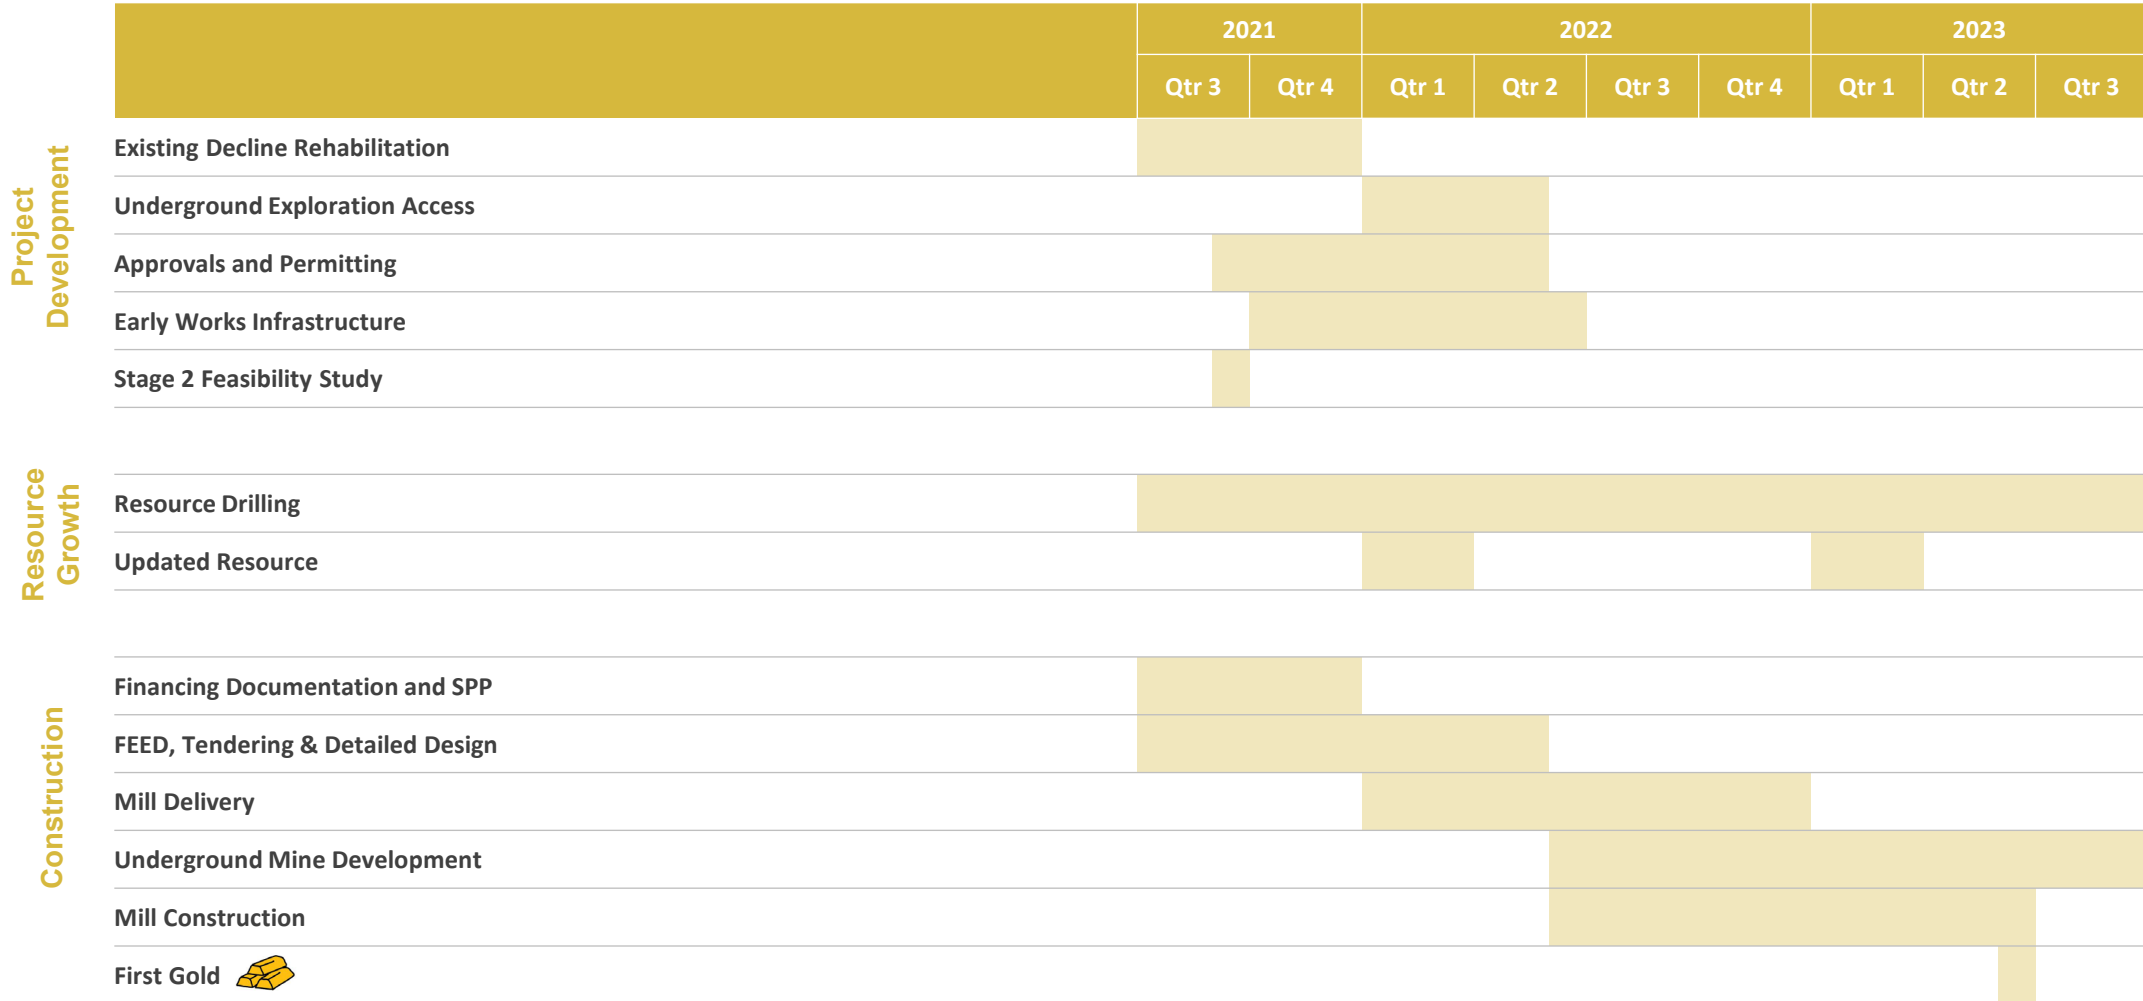 2021 2022 2023
Qtr 3 Qtr 4 Qtr 1 Qtr 2 Qtr 3 Qtr 4 Qtr 1 Qtr 2 Qtr 3
Project
Development
Existing Decline Rehabilitation
Underground Exploration Access
Approvals and Permitting
Early Works Infrastructure
Stage 2 Feasibility Study
Resource
Growth
Resource Drilling
Updated Resource
Construction
Financing Documentation and SPP
FEED, Tendering & Detailed Design
Mill Delivery
Underground Mine Development
Mill Construction
First Gold